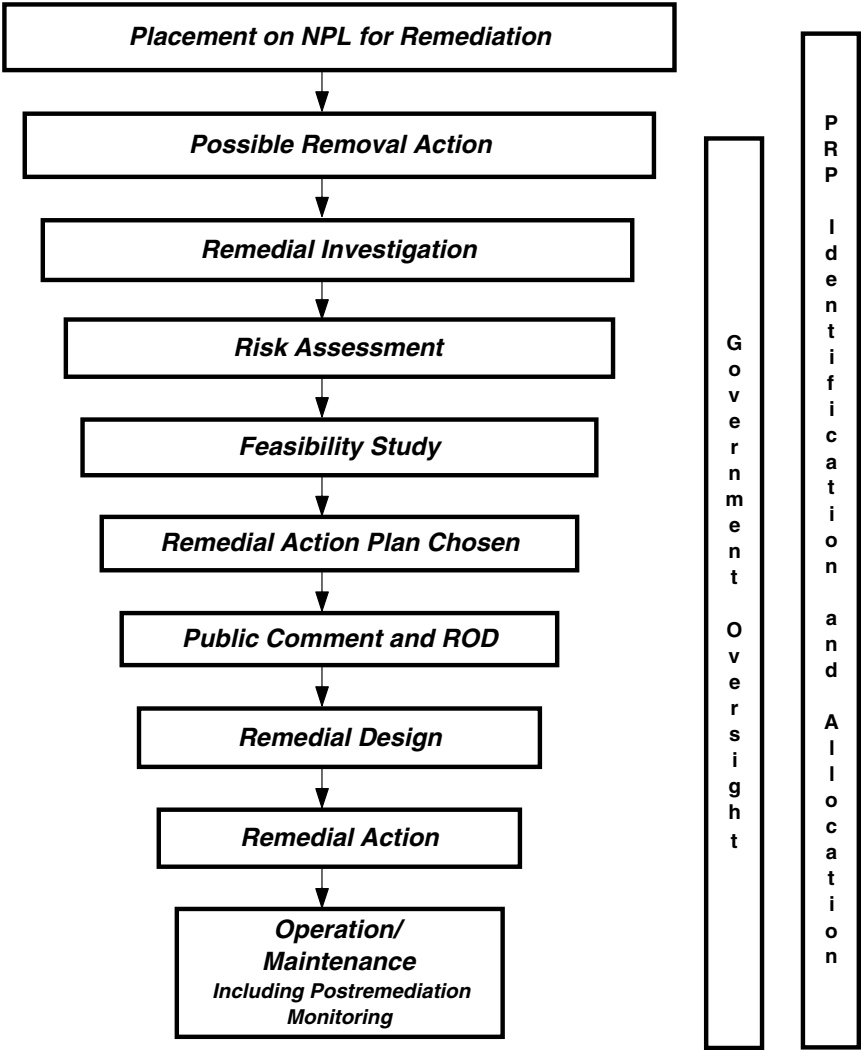 Placement on NPL for Remediation
Possible Removal Action
Remedial Investigation
Risk Assessment
Feasibility Study
Remedial Action Plan Chosen
Public Comment and ROD
Remedial Design
Remedial Action
Operation/
Maintenance
Including Postremediation
Monitoring
Government Oversight
PRP Identification and Allocation